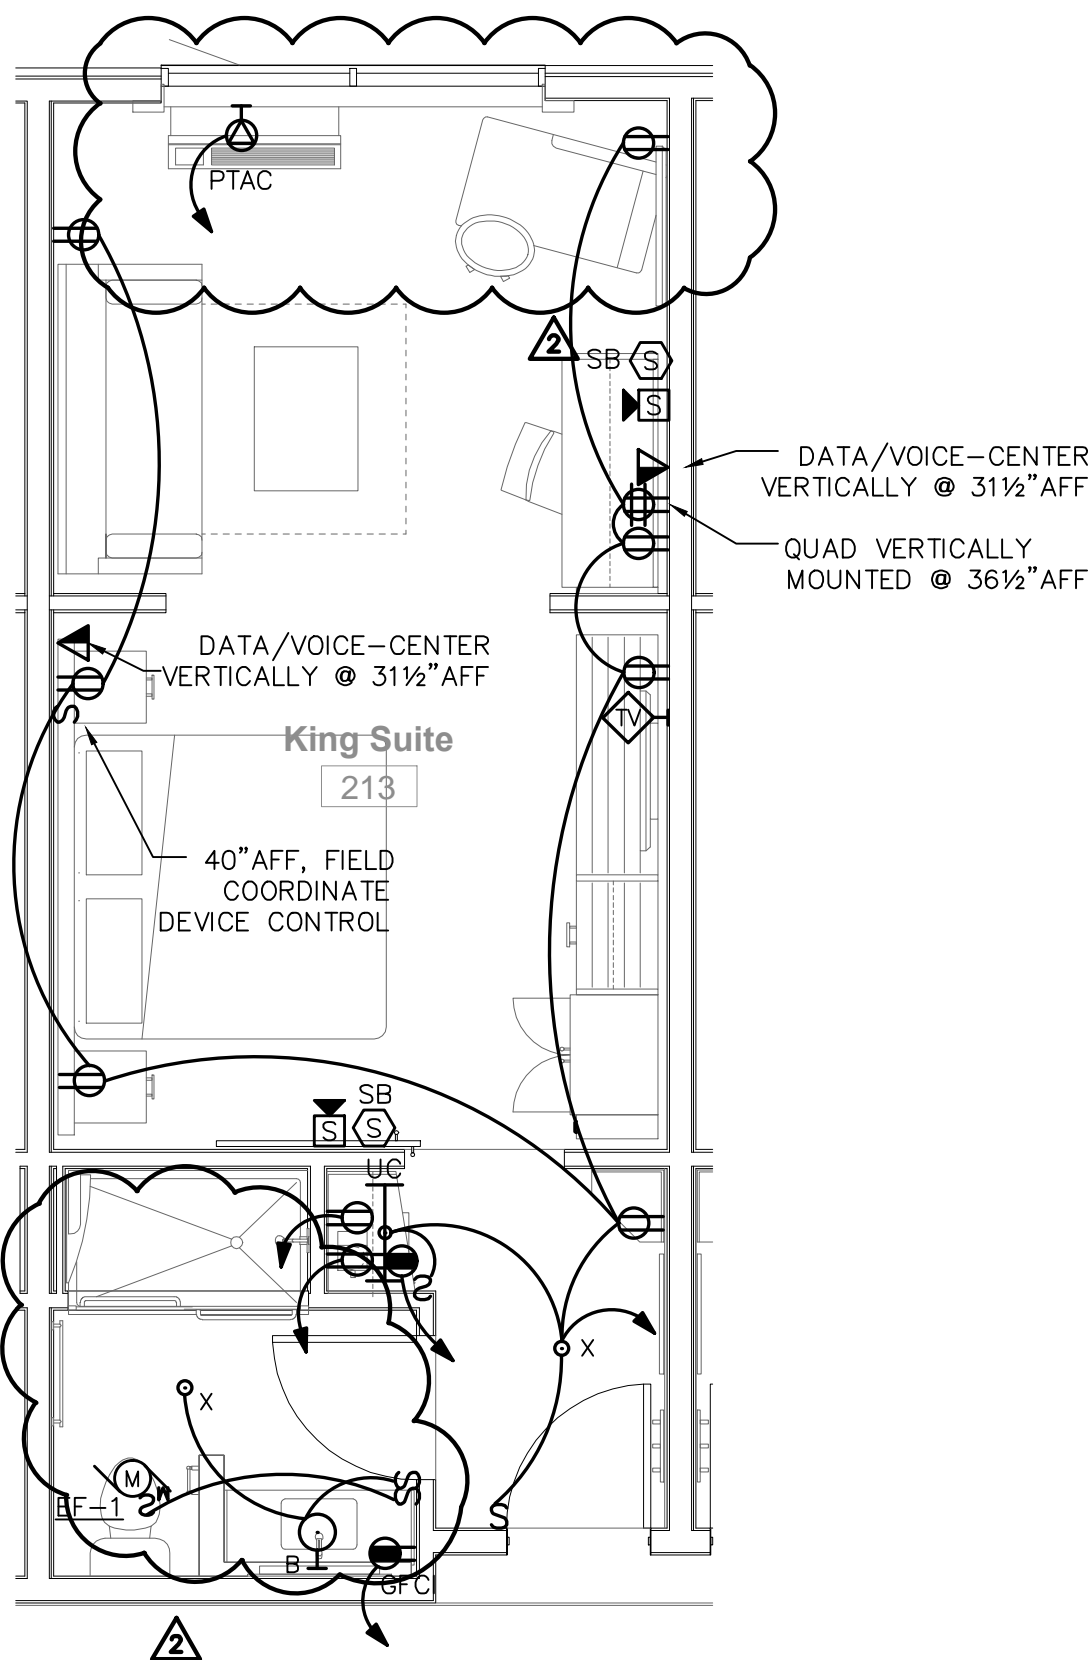 PTAC
2
SB S
S
DATA/VOICE-CENTER
VERTICALLY @ 31½"AFF
QUAD VERTICALLY
MOUNTED @ 36½"AFF
DATA/VOICE-CENTER
VERTICALLY @ 31½"AFF
S
TV
King Suite
213
40"AFF, FIELD
COORDINATE
DEVICE CONTROL
SB
S S
UC
S
X
X
M
S M
EF-1
S
S
S
B
GFC
2